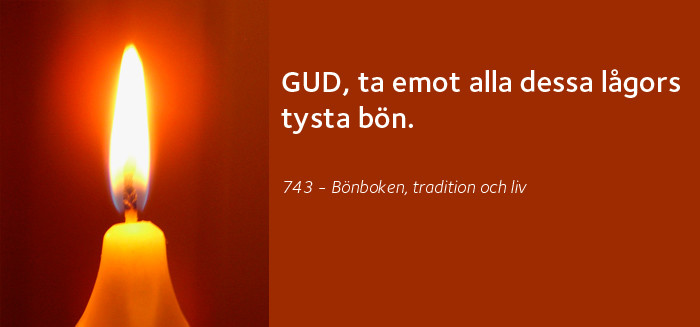 GUD, ta emot alla dessa lågors
tysta bön.
743 - Bönboken, tradition och liv